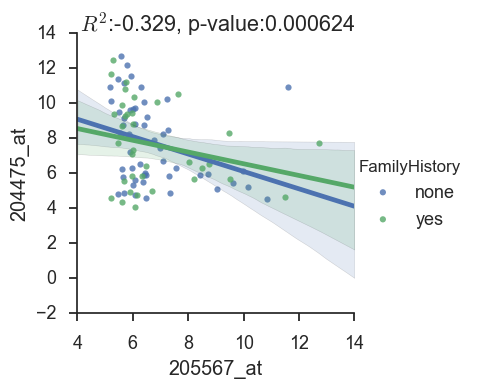 R²:-0.329, p-value:0.000624
14
12
10
8
6
4
2
0
−2
204475_at
4 6 8 10 12 14
205567_at
FamilyHistory
none
yes